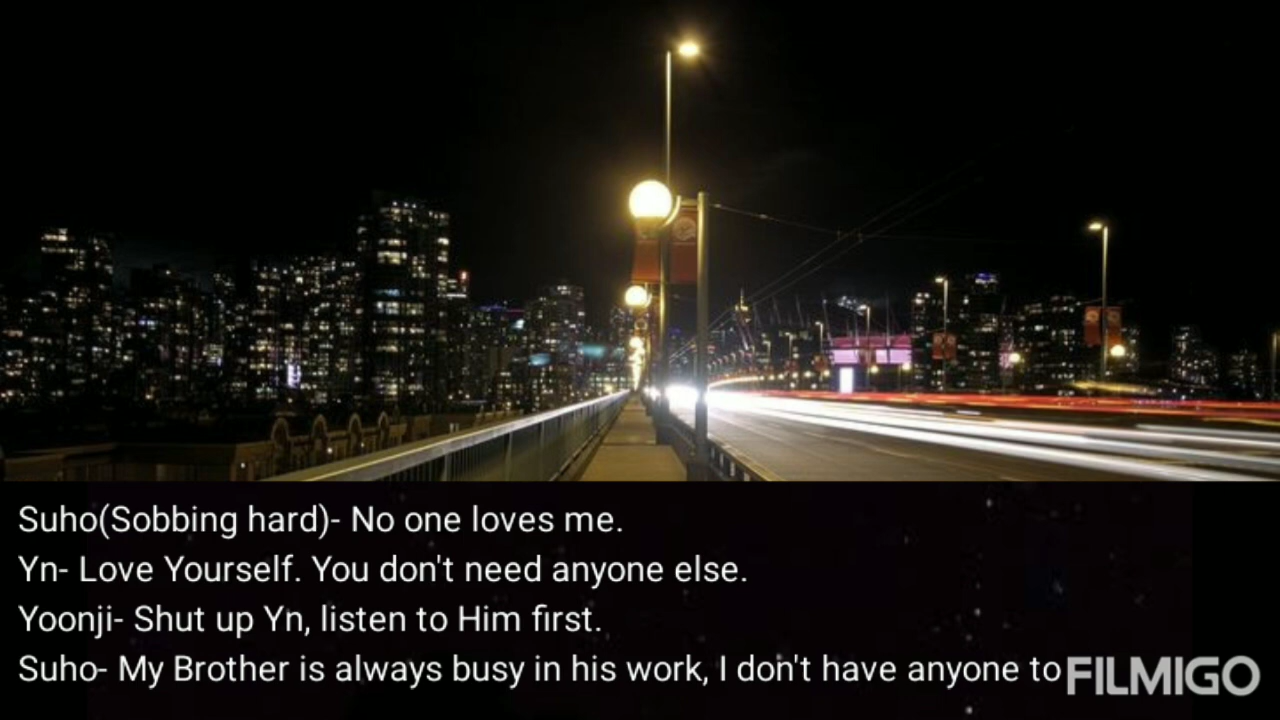 Suho(Sobbing hard)- No one loves me.
Yn- Love Yourself. You don't need anyone else.
Yoonji- Shut up Yn, listen to Him first.
Suho- My Brother is always busy in his work, I don't have anyone to
FILMIGO